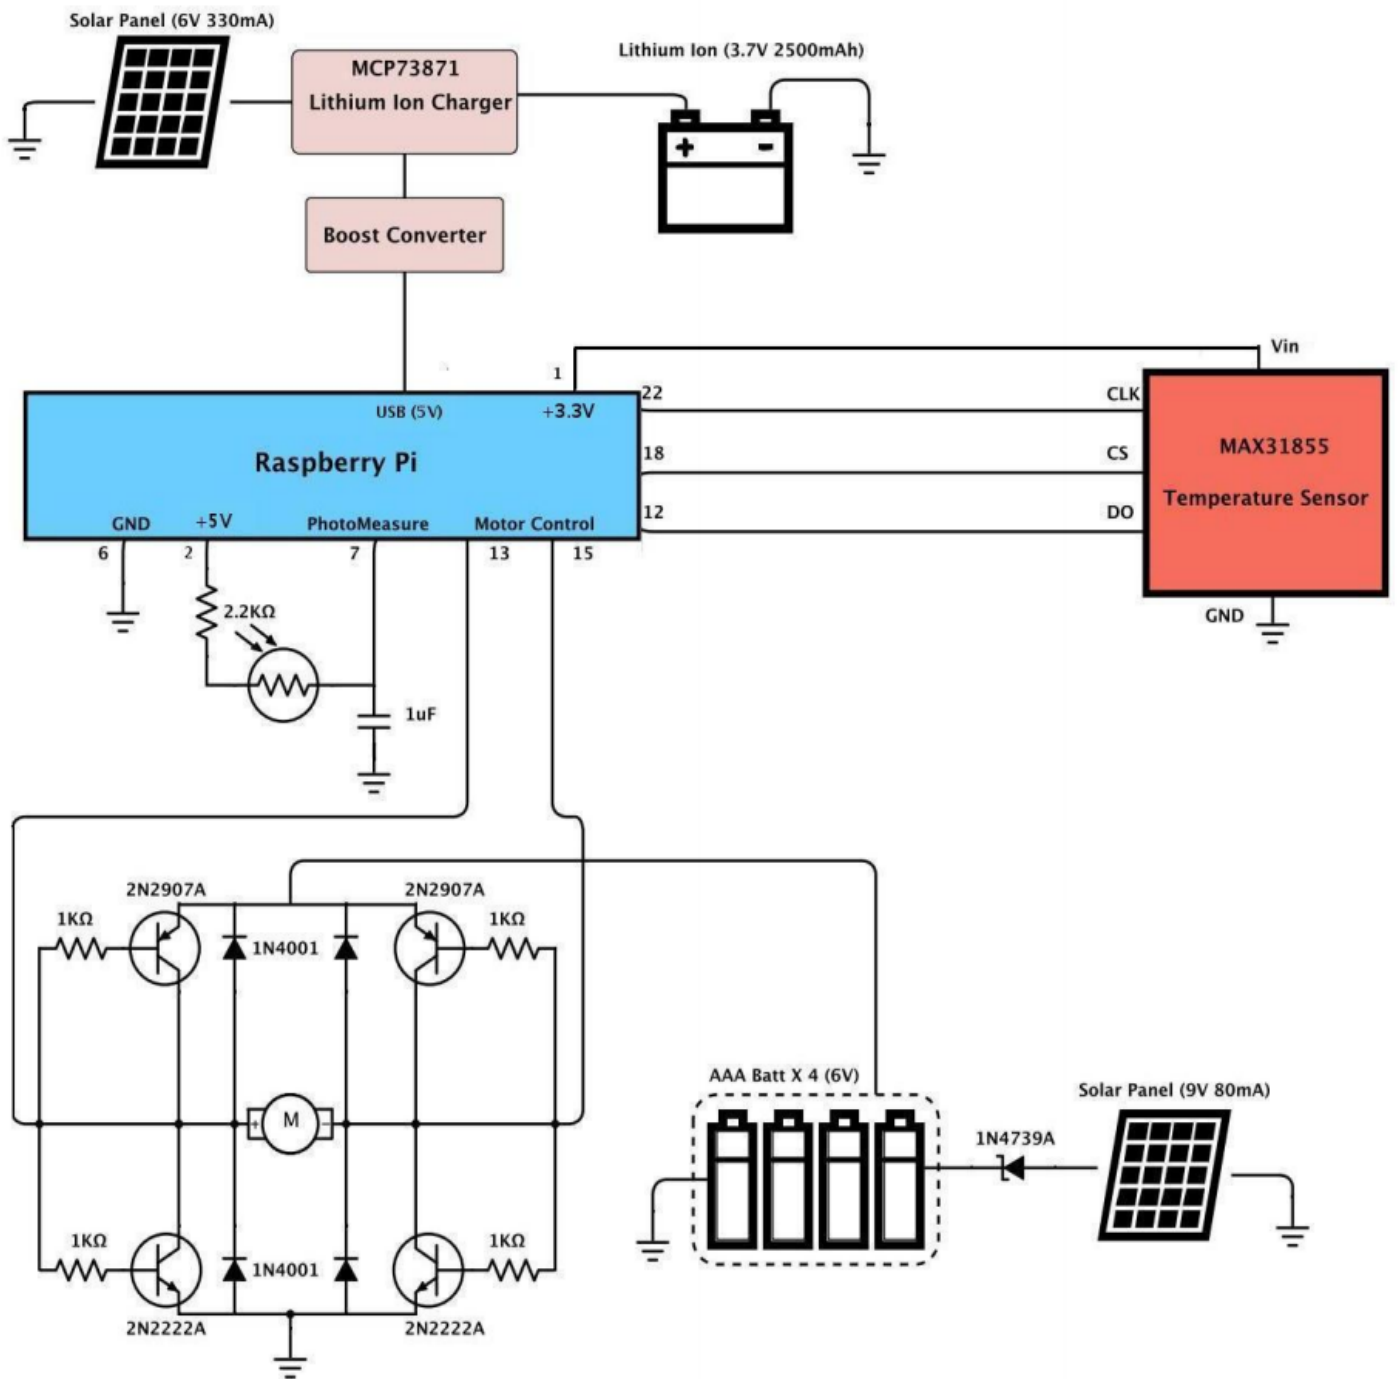 Solar Panel (6V 330mA)
MCP73871
Lithium Ion Charger
Lithium Ion (3.7V 2500mAh)
+ -
Boost Converter
Vin
1
USB (5V)
+3.3V
22
CLK
Raspberry Pi
18
CS
MAX31855
Temperature Sensor
12
DO
GND
+5V
PhotoMeasure
Motor Control
6
2
7
13
15
GND
2.2KΩ
1uF
2N2907A
2N2907A
1KΩ
1N4001
1KΩ
AAA Batt X 4 (6V)
Solar Panel (9V 80mA)
+ M -
1N4739A
1KΩ
1N4001
1KΩ
2N2222A
2N2222A